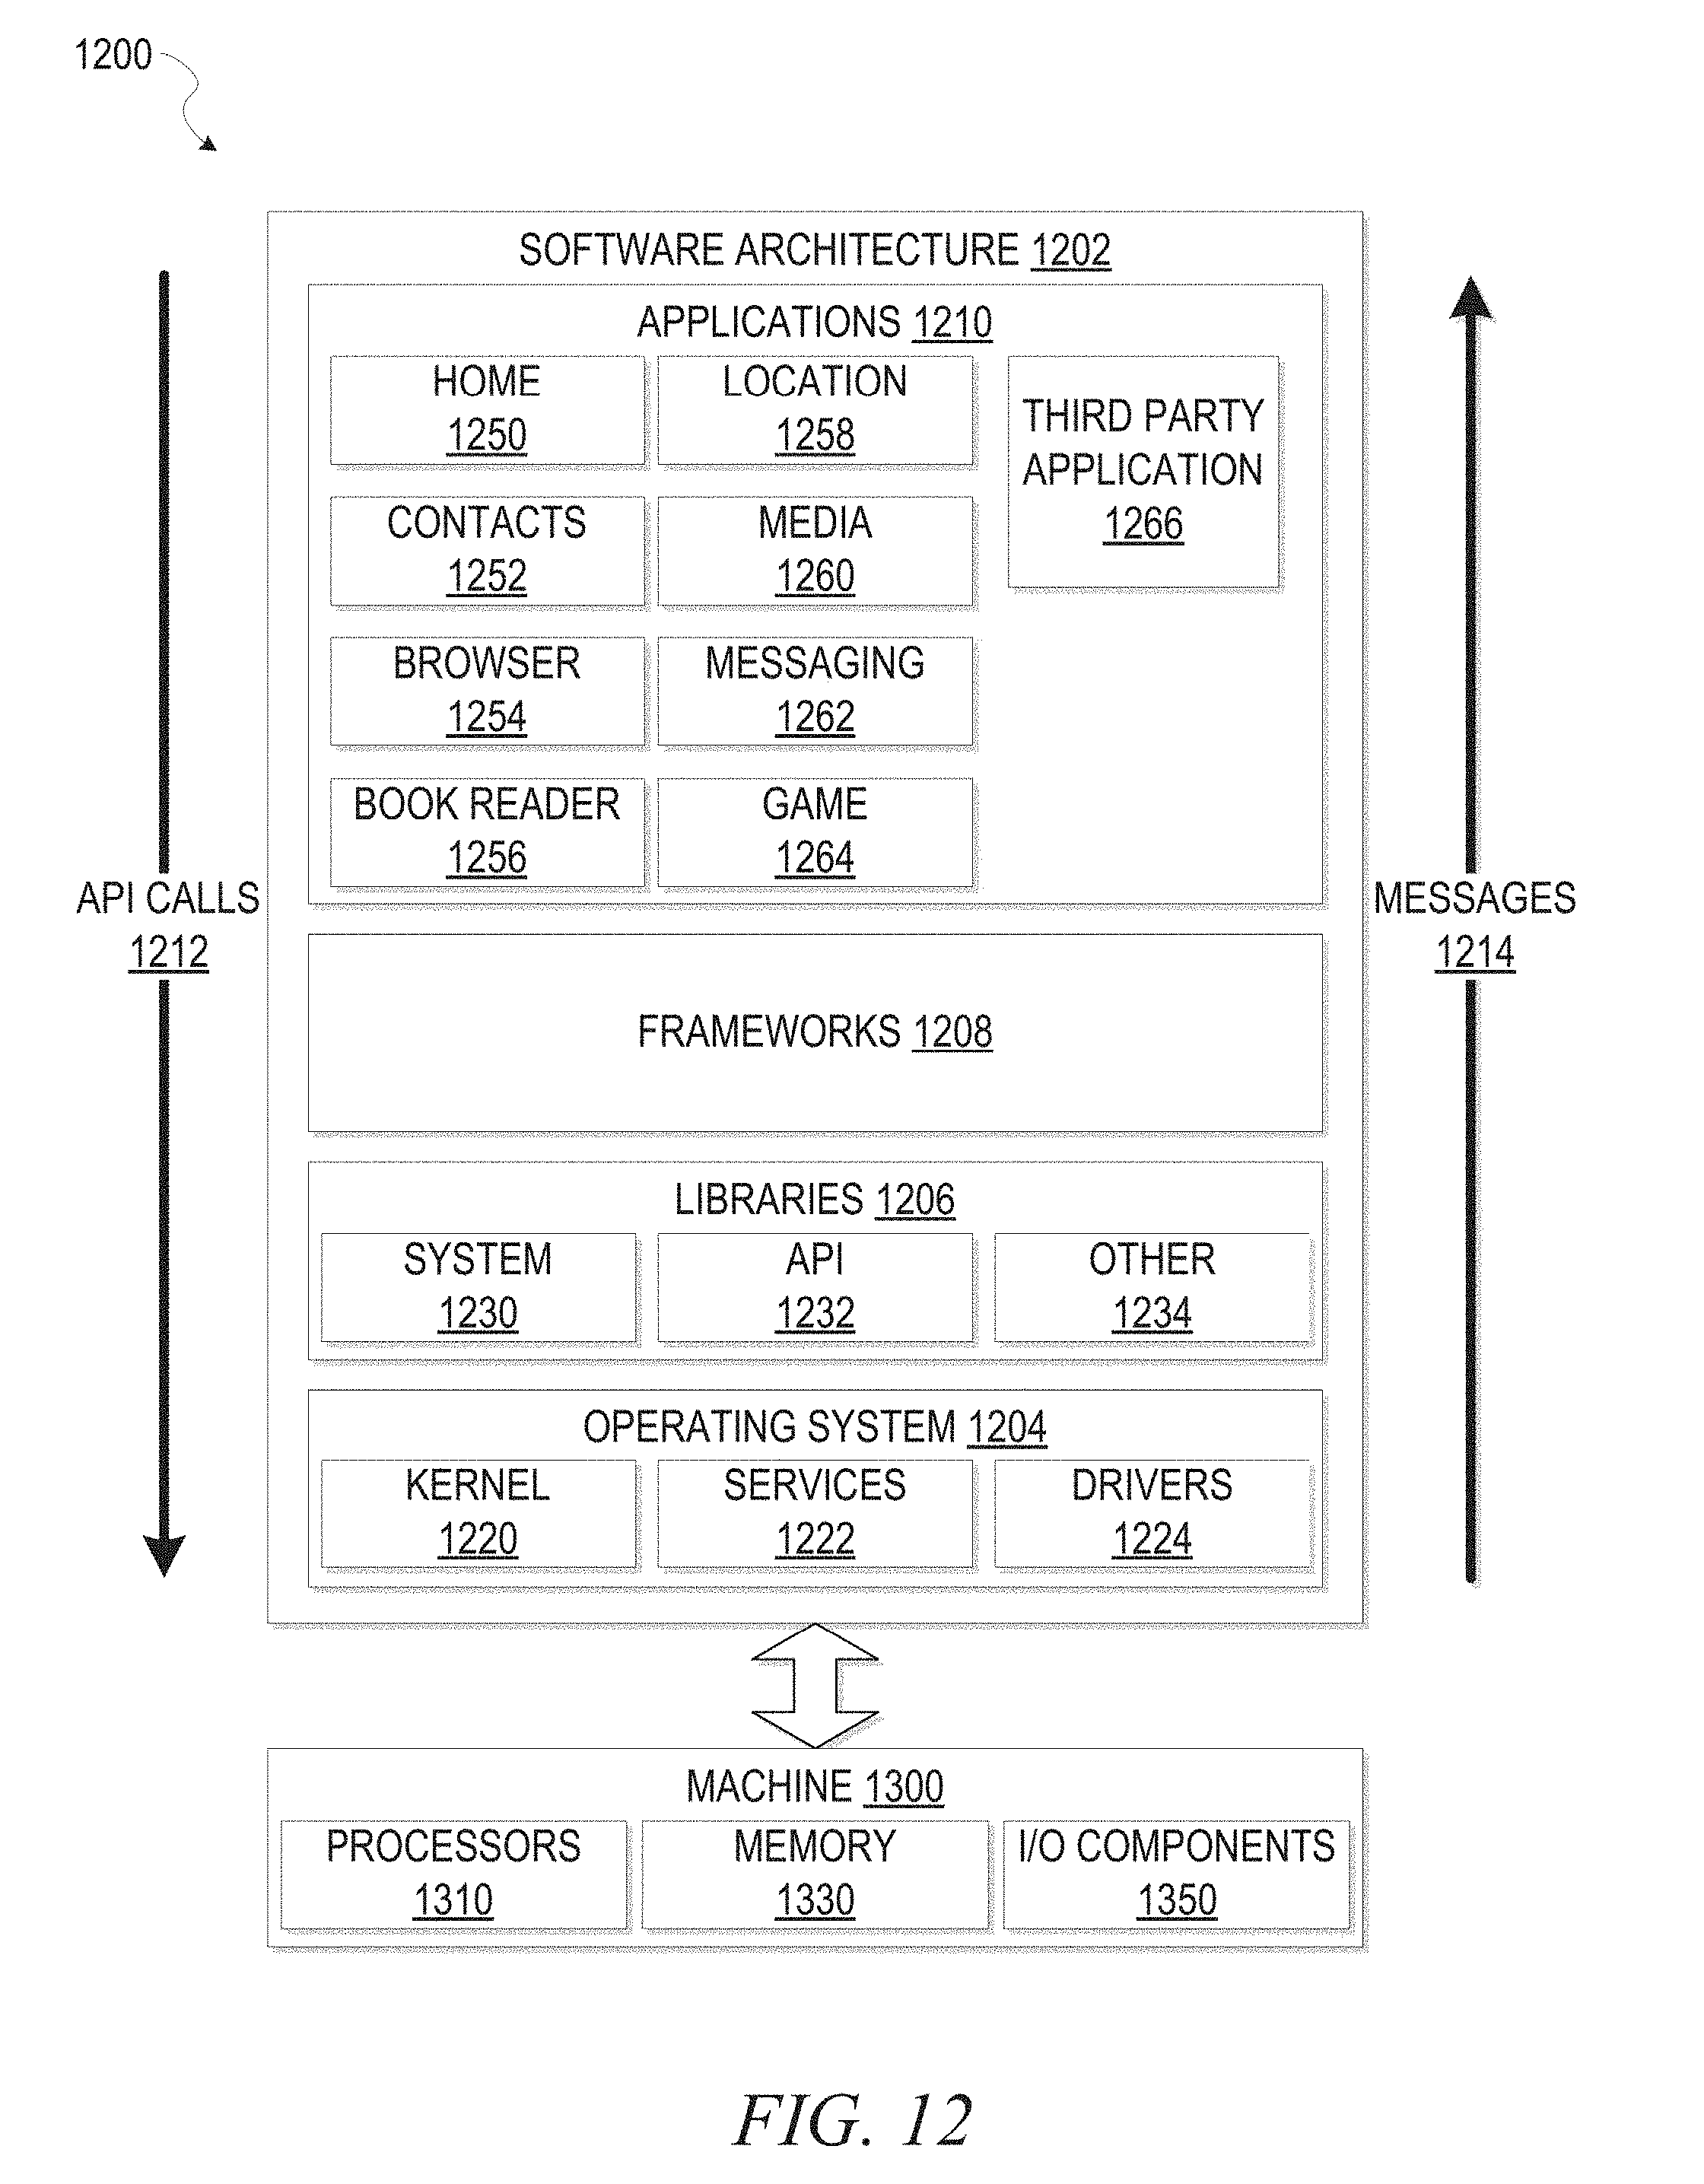 1200
SOFTWARE ARCHITECTURE 1202
APPLICATIONS 1210
HOME
1250
LOCATION
1258
THIRD PARTY
APPLICATION
1266
CONTACTS
1252
MEDIA
1260
BROWSER
1254
MESSAGING
1262
BOOK READER
1256
GAME
1264
API CALLS
1212
MESSAGES
1214
FRAMEWORKS 1208
LIBRARIES 1206
SYSTEM
1230
API
1232
OTHER
1234
OPERATING SYSTEM 1204
KERNEL
1220
SERVICES
1222
DRIVERS
1224
MACHINE 1300
PROCESSORS
1310
MEMORY
1330
I/O COMPONENTS
1350
FIG. 12